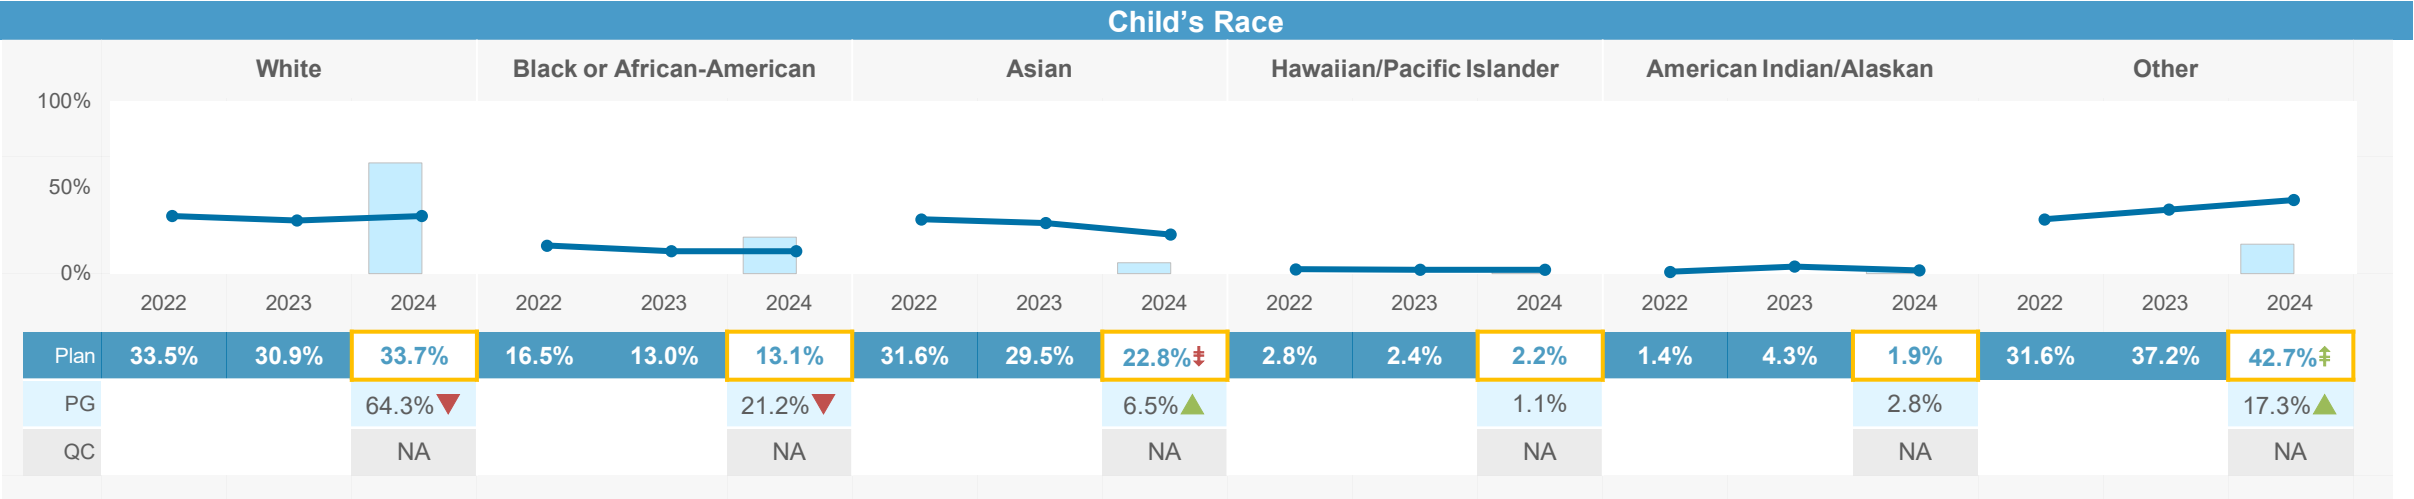 Child’s Race
White Black or African-American Asian Hawaiian/Pacific Islander American Indian/Alaskan Other
100%
50%
0%
2022 2023 2024 2022 2023 2024 2022 2023 2024 2022 2023 2024 2022 2023 2024 2022 2023 2024
Plan 33.5% 30.9% 33.7% 16.5% 13.0% 13.1% 31.6% 29.5% 22.8%⯯ 2.8% 2.4% 2.2% 1.4% 4.3% 1.9% 31.6% 37.2% 42.7%⯭
PG 64.3%▼ 21.2%▼ 6.5%▲ 1.1% 2.8% 17.3%▲
QC NA NA NA NA NA NA